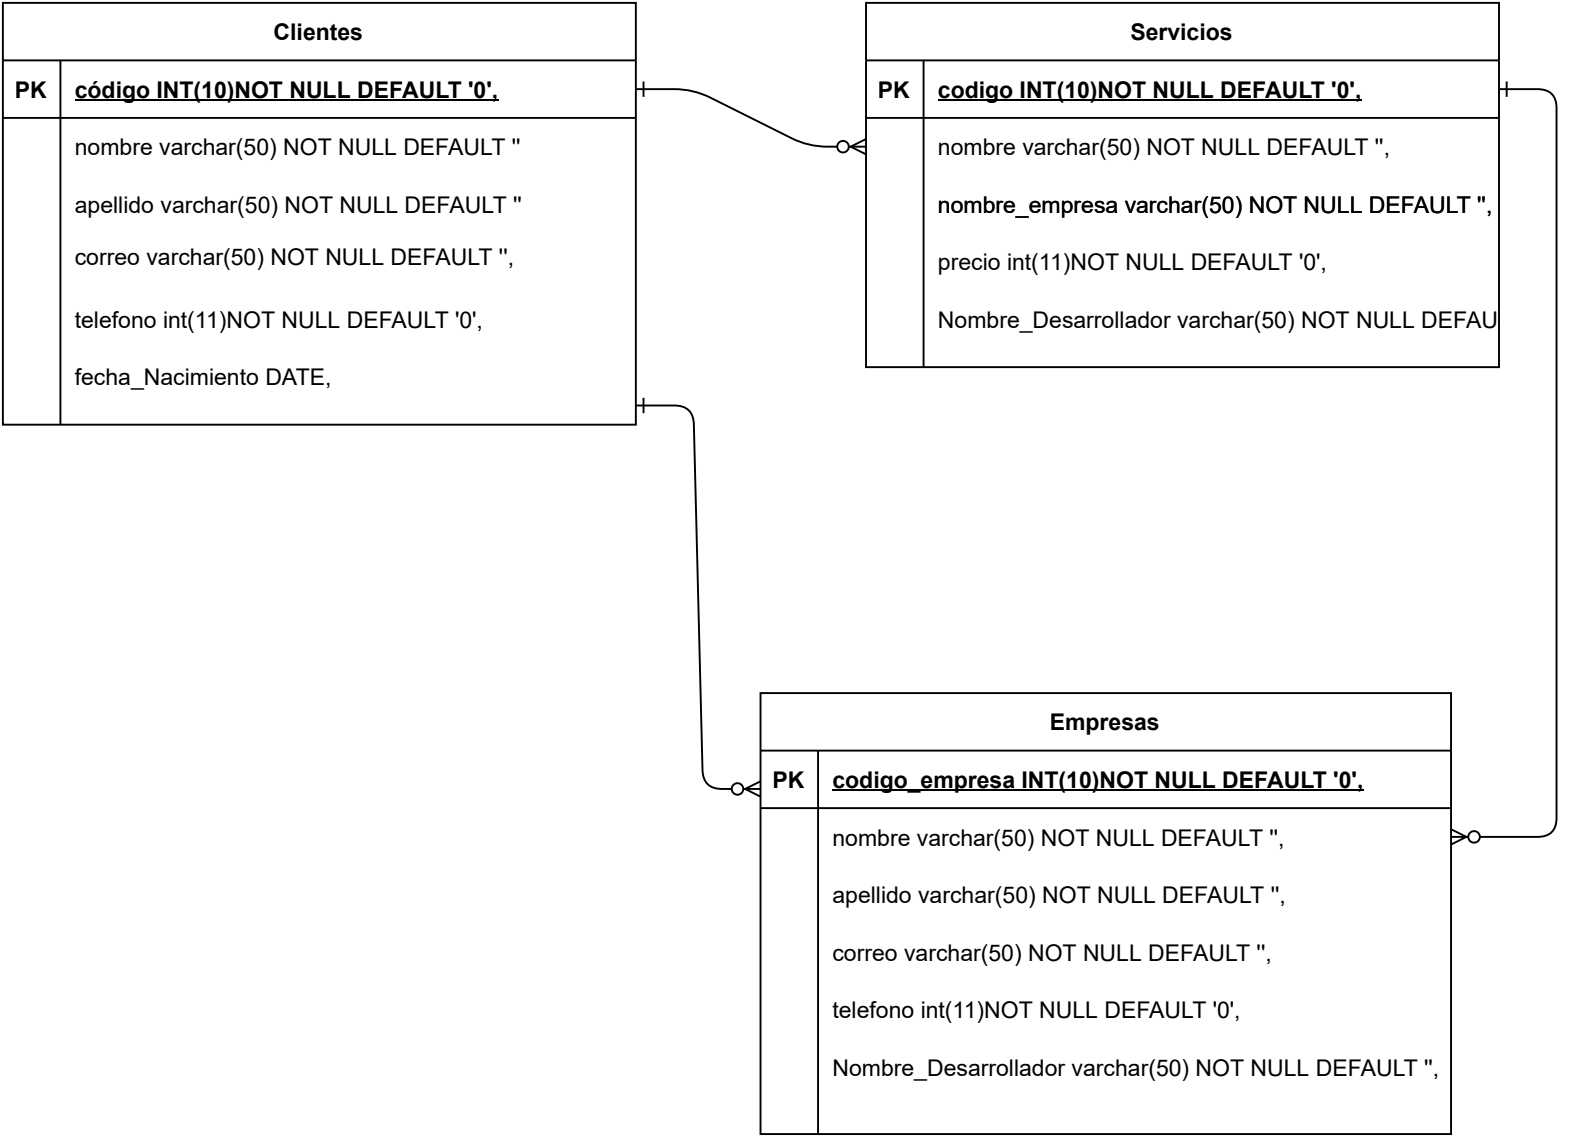 Clientes
PK
código INT(10)NOT NULL DEFAULT '0',
nombre varchar(50) NOT NULL DEFAULT ''
apellido varchar(50) NOT NULL DEFAULT ''
correo varchar(50) NOT NULL DEFAULT '',
telefono int(11)NOT NULL DEFAULT '0',
fecha_Nacimiento DATE,
Servicios
PK
codigo INT(10)NOT NULL DEFAULT '0',
nombre varchar(50) NOT NULL DEFAULT '',
nombre_empresa varchar(50) NOT NULL DEFAULT '',
precio int(11)NOT NULL DEFAULT '0',
Nombre_Desarrollador varchar(50) NOT NULL DEFAU
Empresas
PK
codigo_empresa INT(10)NOT NULL DEFAULT '0',
nombre varchar(50) NOT NULL DEFAULT '',
apellido varchar(50) NOT NULL DEFAULT '',
correo varchar(50) NOT NULL DEFAULT '',
telefono int(11)NOT NULL DEFAULT '0',
Nombre_Desarrollador varchar(50) NOT NULL DEFAULT '',